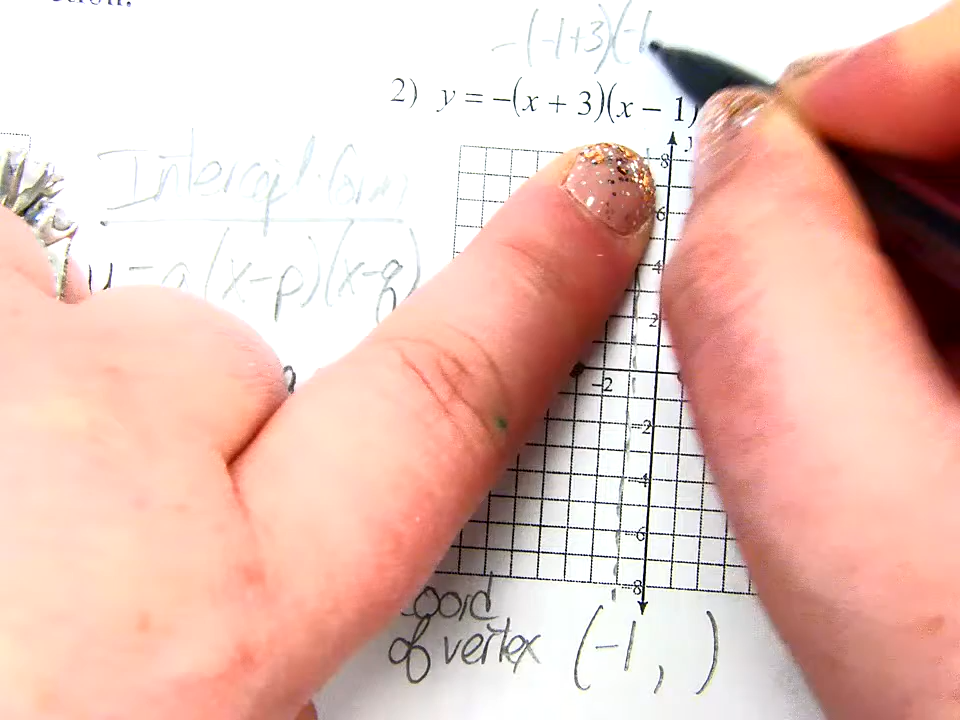 -(-1+3)(-1
2) y = -(x + 3)(x - 1)
Intercept form
y = a(x-p)(x-q)
y
8
6
4
2
-2
-2
-4
-6
-8
of vertex (-1, )